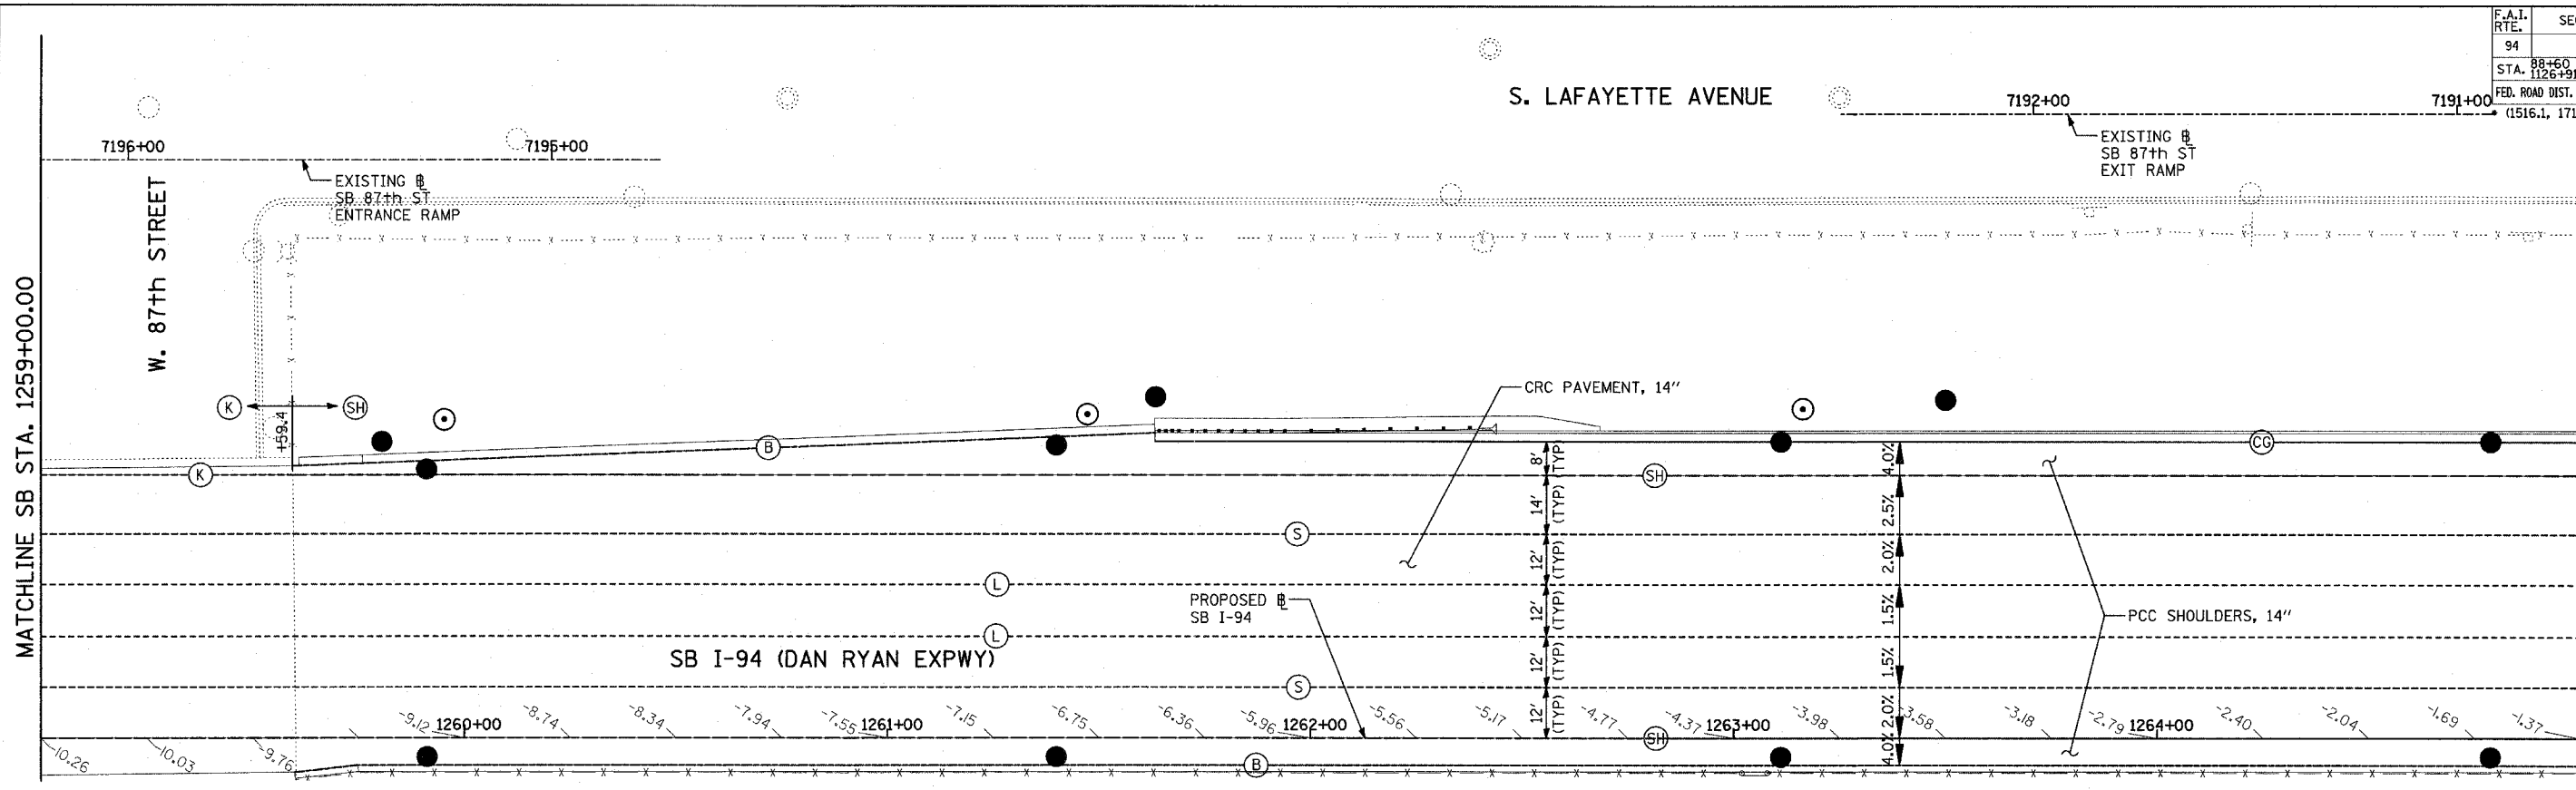 F.A.I.
RTE.
94
STA. 88+60
FED. ROAD DIST.
(1516.1, 171
S. LAFAYETTE AVENUE
7192+00
7191+00
EXISTING ℄
SB 87th ST
EXIT RAMP
7196+00
7195+00
EXISTING ℄
SB 87th ST
ENTRANCE RAMP
W. 87th STREET
MATCHLINE SB STA. 1259+00.00
K
SH
+59.4
CRC PAVEMENT, 14"
B
CG
K
SH
8' (TYP)
4.0%
14' (TYP)
2.5%
S
12' (TYP)
2.0%
L
12' (TYP)
1.5%
PROPOSED ℄
SB I-94
PCC SHOULDERS, 14"
L
12' (TYP)
1.5%
SB I-94 (DAN RYAN EXPWY)
S
12' (TYP)
2.0%
-9.12 1260+00 -8.74 -8.34 -7.94 -7.55 1261+00 -7.15 -6.75 -6.36 -5.96 1262+00 -5.56 -5.17 -4.77 -4.37 1263+00 -3.98 -3.58 -3.18 -2.79 1264+00 -2.40 -2.04 -1.69 -1.37
SH
-10.26 -10.03 -9.76
4.0%
B